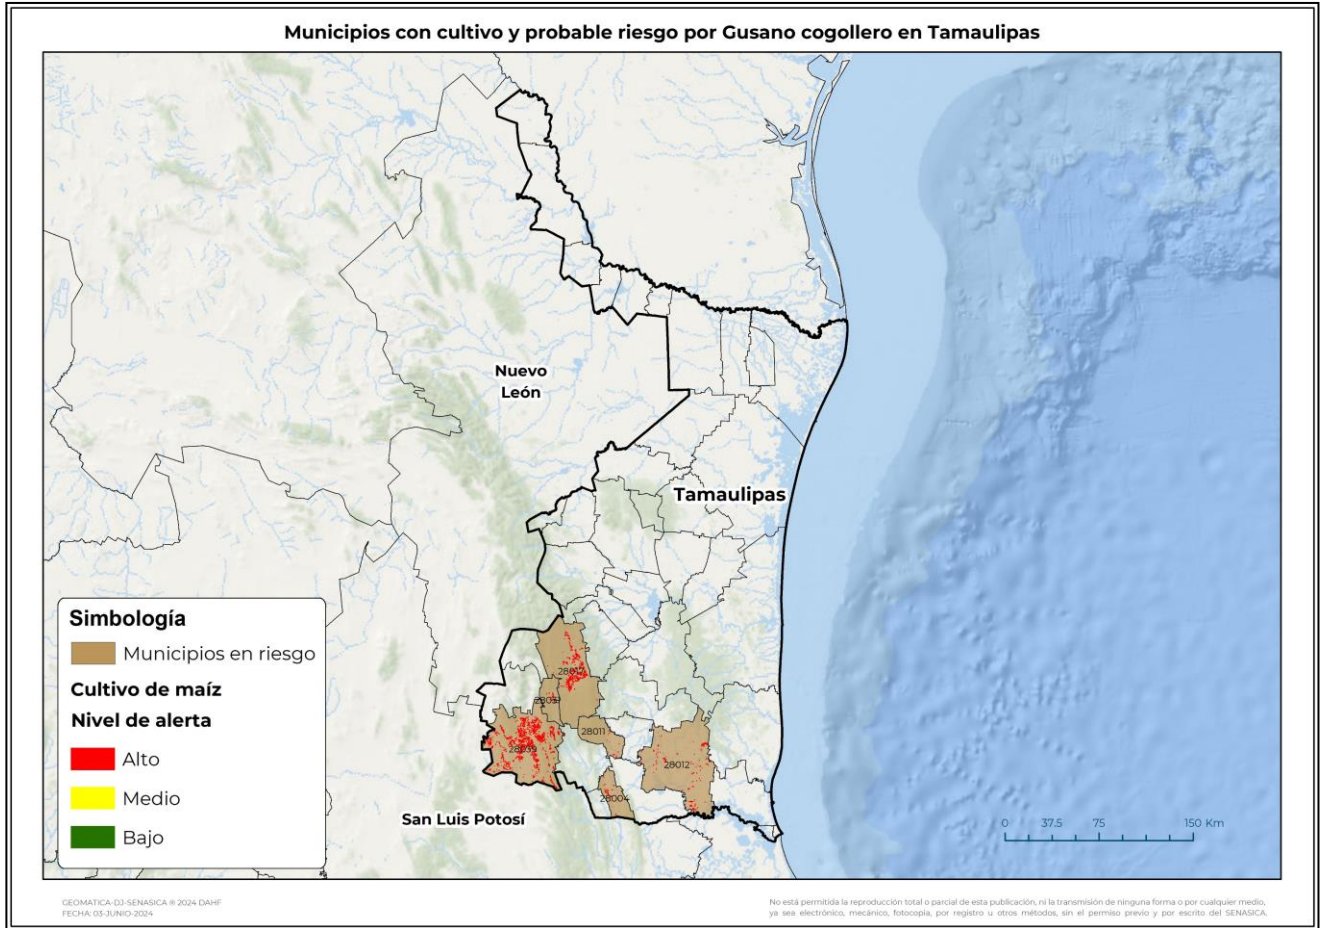 Municipios con cultivo y probable riesgo por Gusano cogollero en Tamaulipas
Nuevo
León
Tamaulipas
San Luis Potosí
28017
28011
28039
28012
28004
Simbología
Municipios en riesgo
Cultivo de maíz
Nivel de alerta
Alto
Medio
Bajo
0 37.5 75 150 Km
GEOMATICA-DJ-SENASICA ® 2024 DAHF
FECHA: 03-JUNIO-2024
No está permitida la reproducción total o parcial de esta publicación, ni la transmisión de ninguna forma o por cualquier medio,
ya sea electrónico, mecánico, fotocopia, por registro u otros métodos, sin el permiso previo y por escrito del SENASICA.